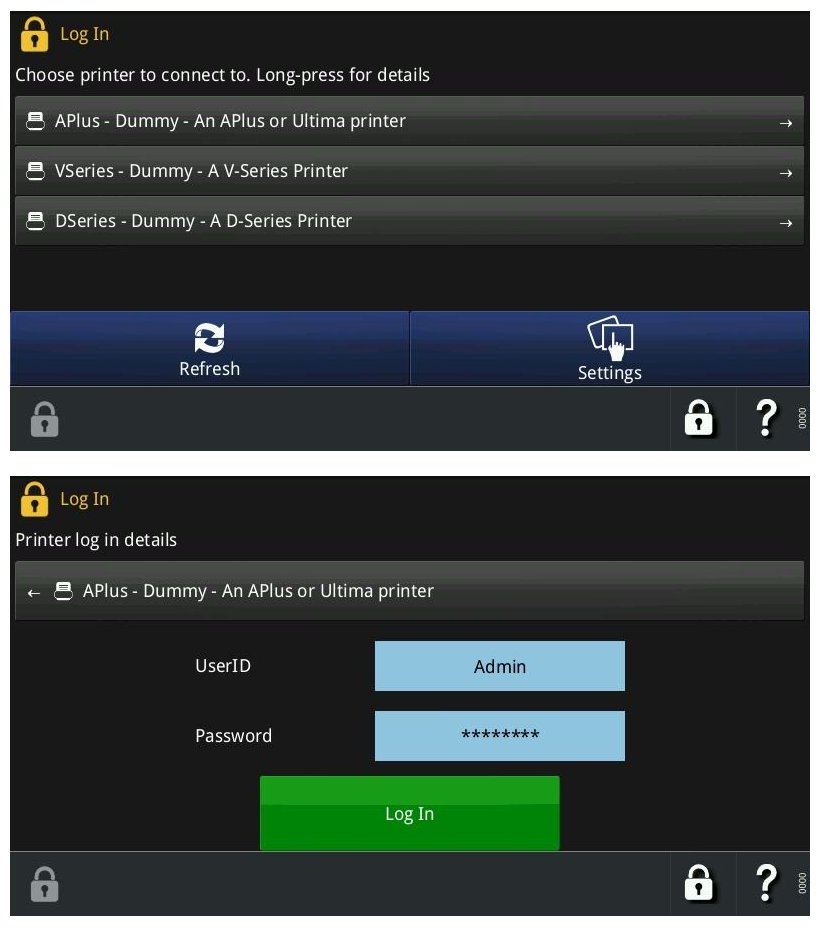 Log In
Choose printer to connect to. Long-press for details
APlus - Dummy - An APlus or Ultima printer →
VSeries - Dummy - A V-Series Printer →
DSeries - Dummy - A D-Series Printer →
Refresh Settings
? 0000
Log In
Printer log in details
← APlus - Dummy - An APlus or Ultima printer
UserID Admin
Password ********
Log In
? 0000